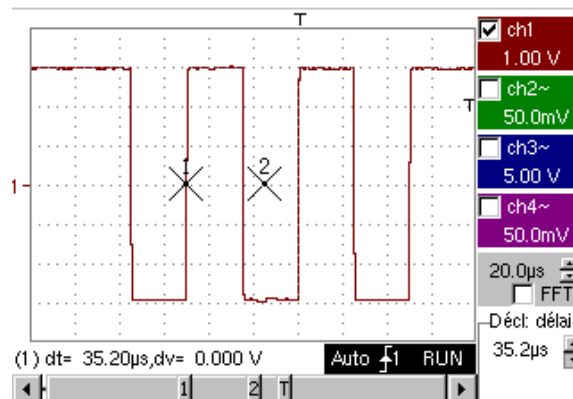 T
ch1
1.00 V
ch2~
50.0mV
ch3~
5.00 V
ch4~
50.0mV
T
1
1
2
20.0µs
FFT
Décl: délai
35.2µs
(1) dt= 35.20µs,dv= 0.000 V
Auto 1 RUN
1 2 T